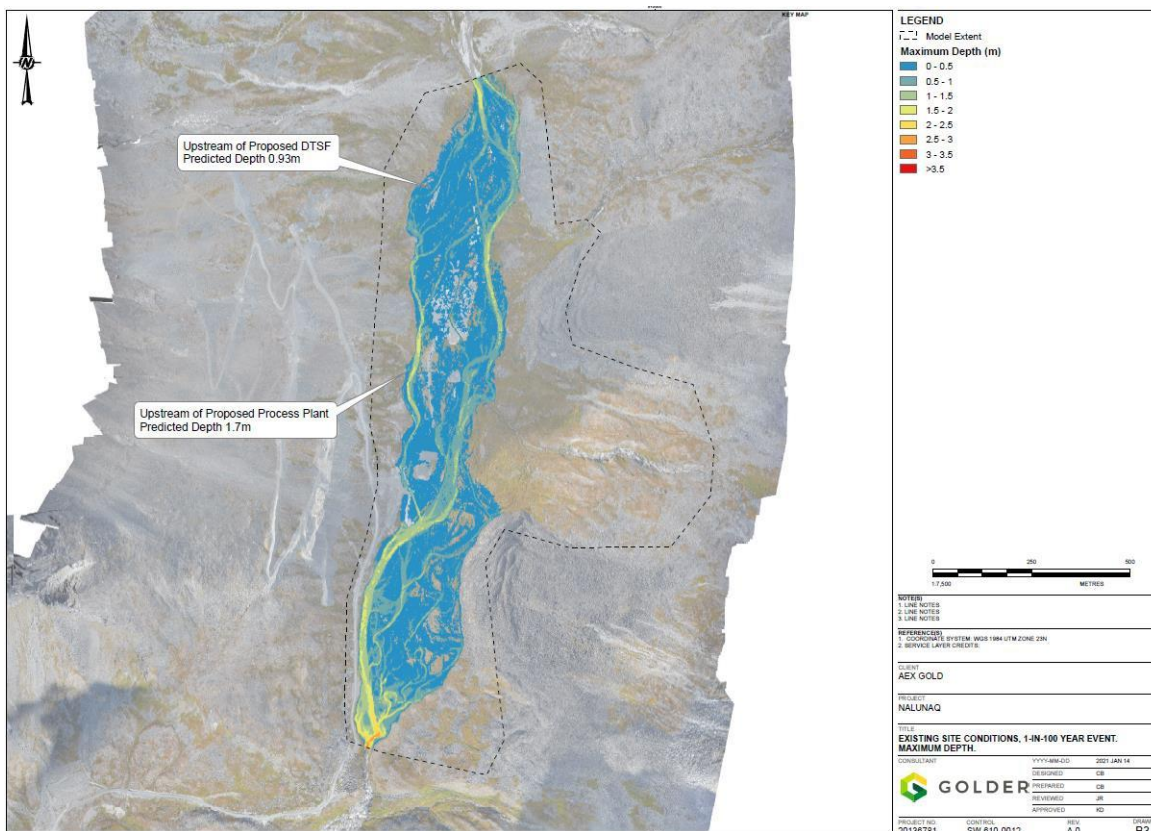 KEY MAP
N
Upstream of Proposed DTSF
Predicted Depth 0.93m
Upstream of Proposed Process Plant
Predicted Depth 1.7m
LEGEND
Model Extent
Maximum Depth (m)
0 - 0.5
0.5 - 1
1 - 1.5
1.5 - 2
2 - 2.5
2.5 - 3
3 - 3.5
>3.5
0 250 500
1:7,500 METRES
NOTE(S)
1. LINE NOTES
2. LINE NOTES
3. LINE NOTES
REFERENCE(S)
1. COORDINATE SYSTEM: WGS 1984 UTM ZONE 23N
2. SERVICE LAYER CREDITS:
CLIENT
AEX GOLD
PROJECT
NALUNAQ
TITLE
EXISTING SITE CONDITIONS, 1-IN-100 YEAR EVENT.
MAXIMUM DEPTH.
CONSULTANT
YYYY-MM-DD 2021 JAN 14
DESIGNED CB
PREPARED CB
REVIEWED JR
APPROVED KD
GOLDER
PROJECT NO. CONTROL REV.
20136781